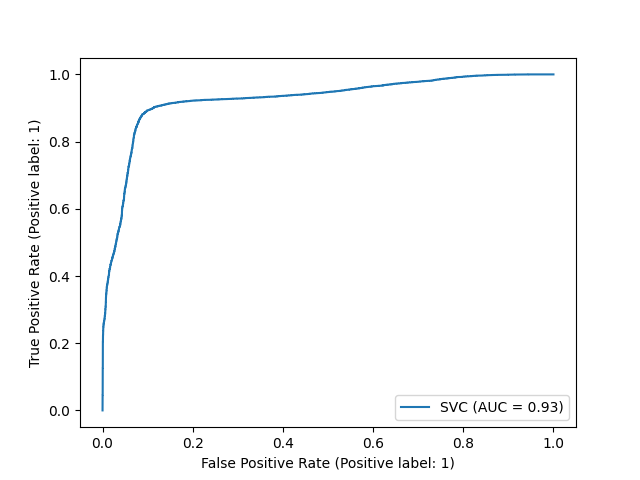 1.0
0.8
0.6
0.4
0.2
0.0
True Positive Rate (Positive label: 1)
SVC (AUC = 0.93)
0.0 0.2 0.4 0.6 0.8 1.0
False Positive Rate (Positive label: 1)